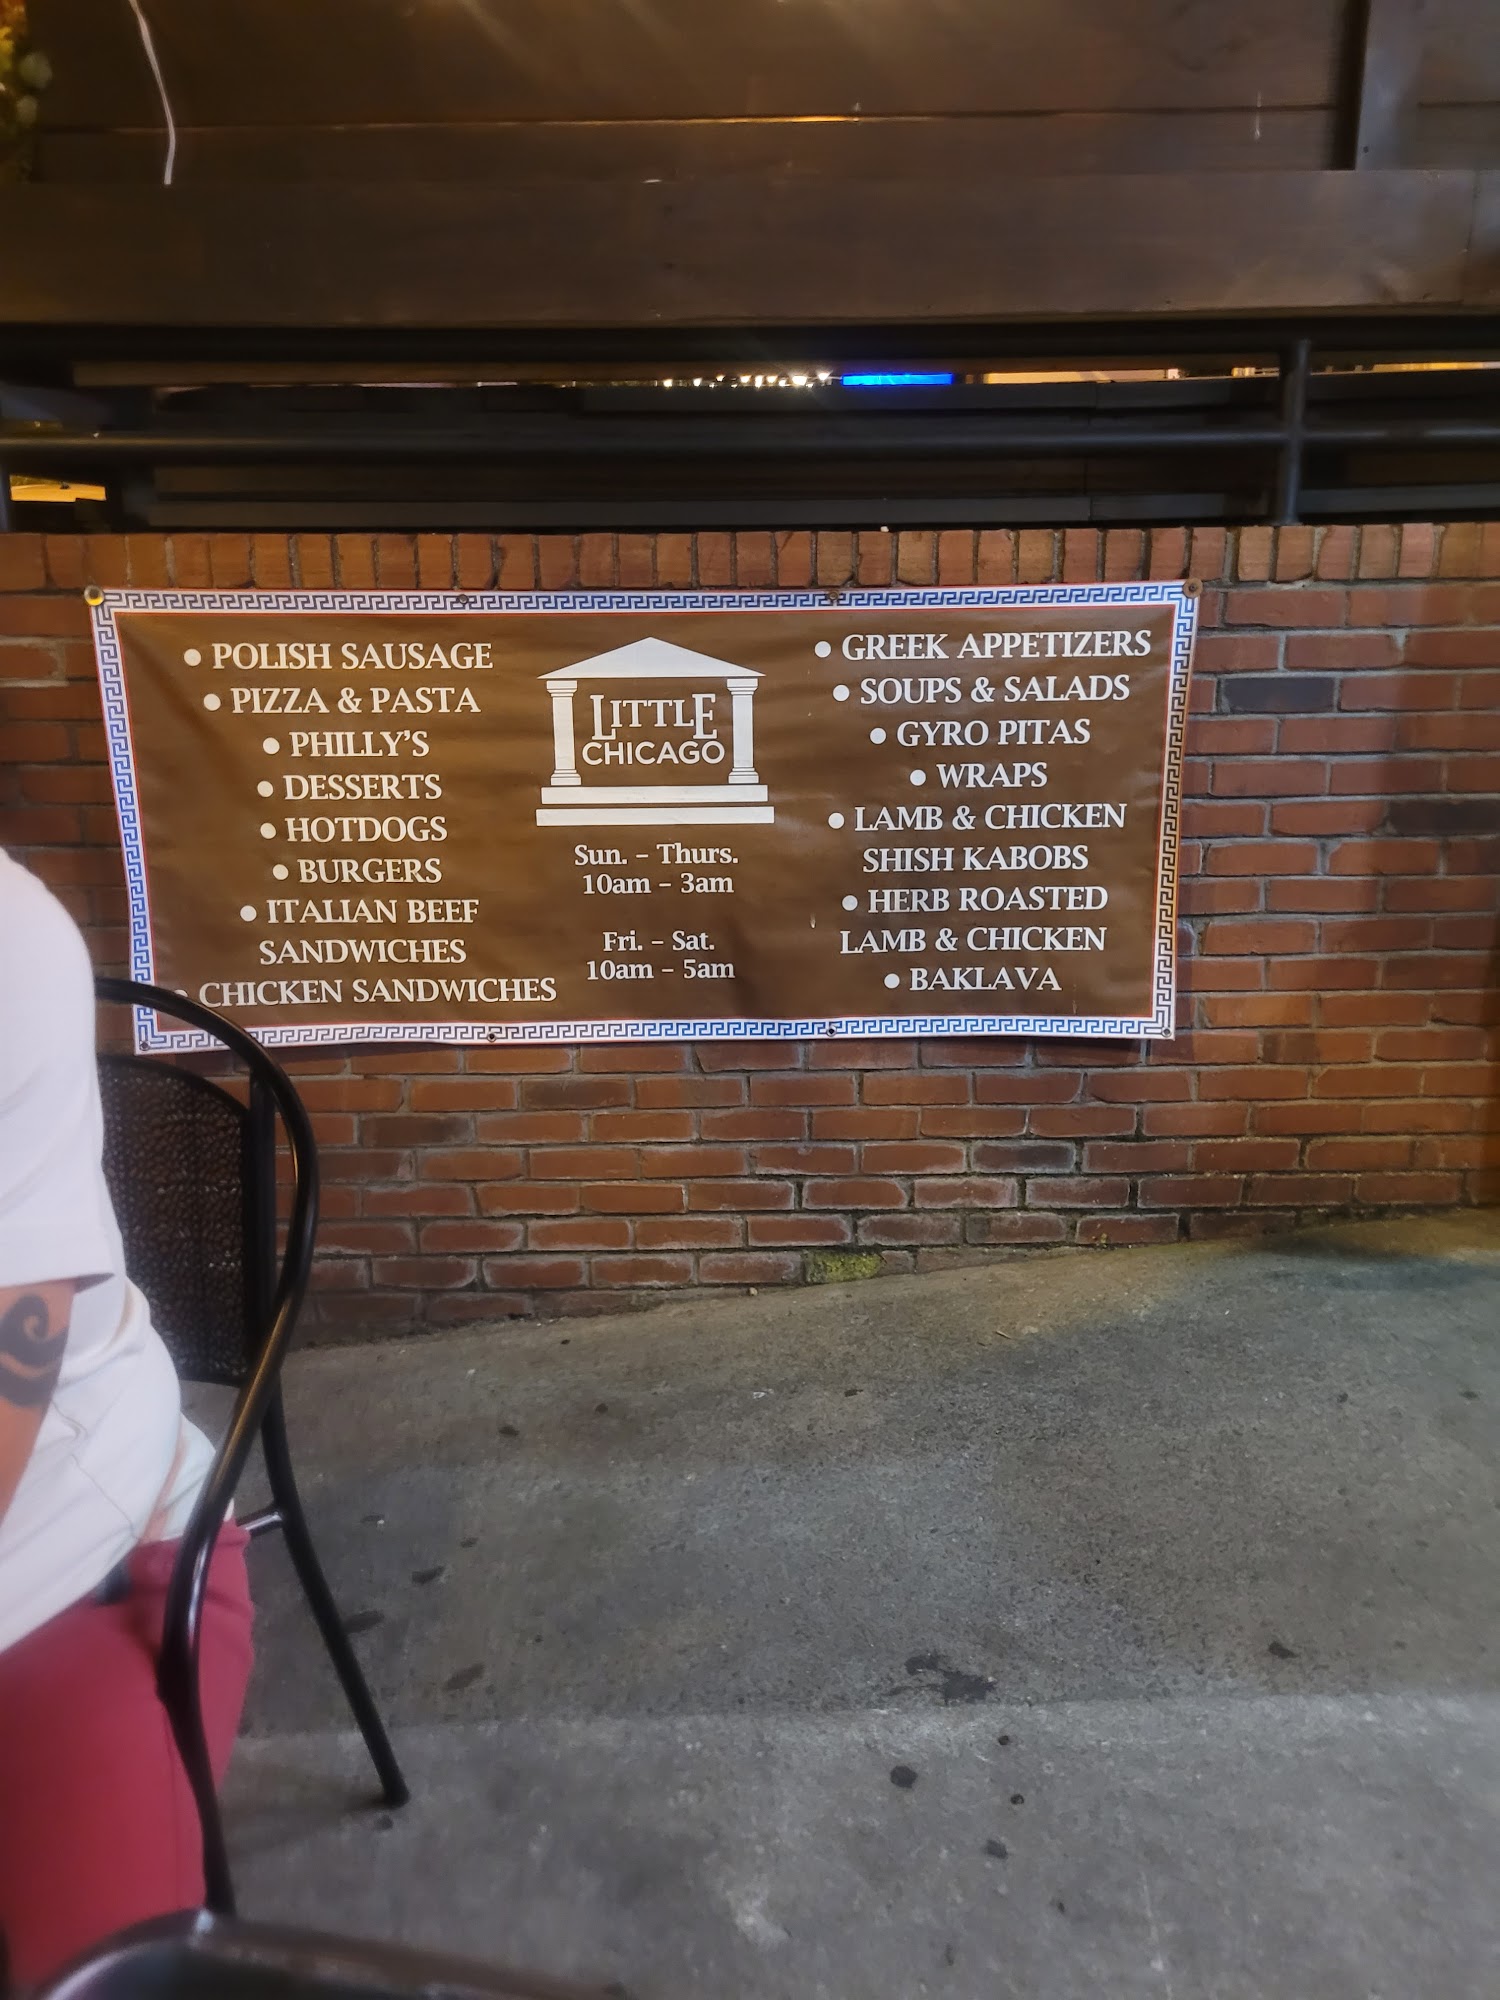 • POLISH SAUSAGE
• PIZZA & PASTA
• PHILLY'S
• DESSERTS
• HOTDOGS
• BURGERS
• ITALIAN BEEF
SANDWICHES
• CHICKEN SANDWICHES
LITTLE
CHICAGO
Sun. – Thurs.
10am – 3am
Fri. – Sat.
10am – 5am
• GREEK APPETIZERS
• SOUPS & SALADS
• GYRO PITAS
• WRAPS
• LAMB & CHICKEN
SHISH KABOBS
• HERB ROASTED
LAMB & CHICKEN
• BAKLAVA